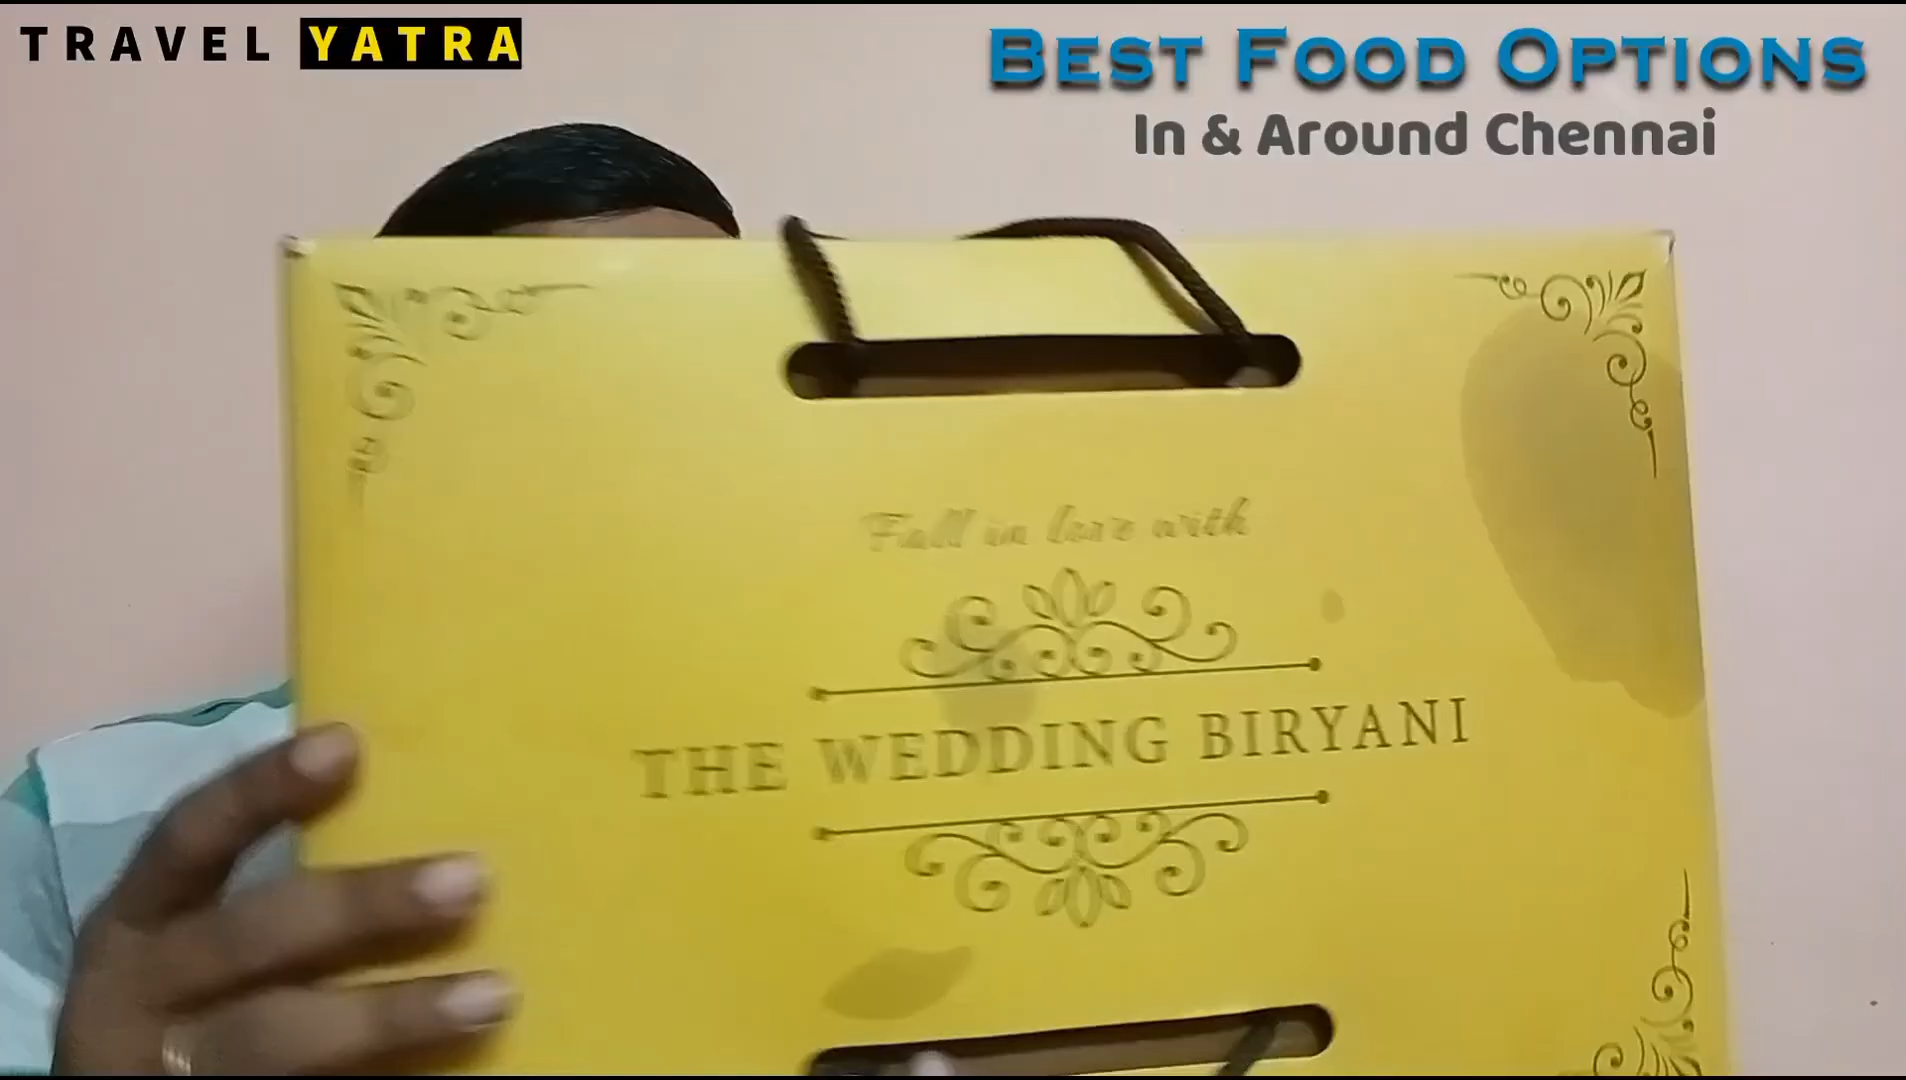 TRAVEL YATRA
BEST FOOD OPTIONS
In & Around Chennai
Fall in love with
THE WEDDING BIRYANI